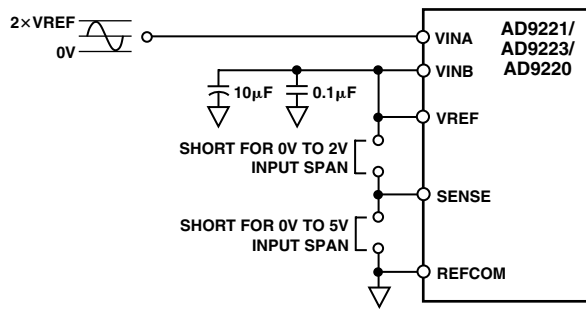 2×VREF
0V
VINA
AD9221/
AD9223/
AD9220
VINB
10µF
0.1µF
VREF
SHORT FOR 0V TO 2V
INPUT SPAN
SENSE
SHORT FOR 0V TO 5V
INPUT SPAN
REFCOM